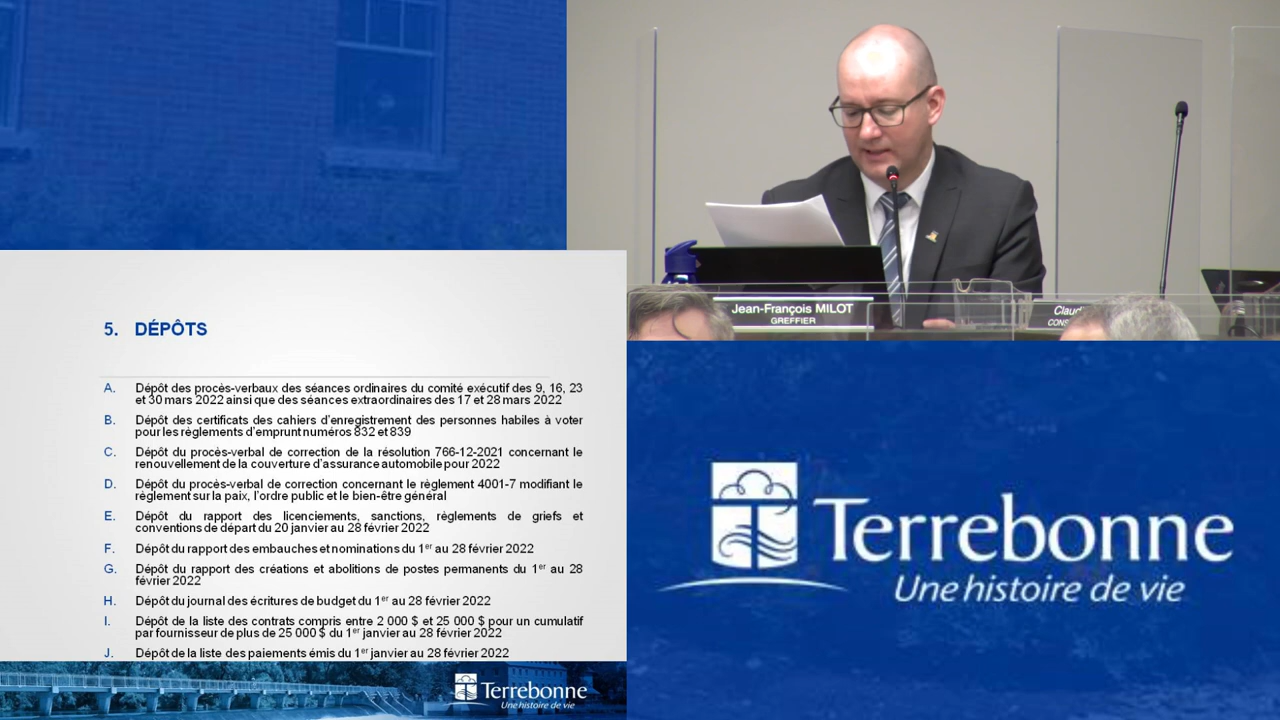 Jean-François MILOT
GREFFIER
Claud
CONS
5. DÉPÔTS
A. Dépôt des procès-verbaux des séances ordinaires du comité exécutif des 9, 16, 23
et 30 mars 2022 ainsi que des séances extraordinaires des 17 et 28 mars 2022
B. Dépôt des certificats des cahiers d'enregistrement des personnes habiles à voter
pour les règlements d'emprunt numéros 832 et 839
C. Dépôt du procès-verbal de correction de la résolution 766-12-2021 concernant le
renouvellement de la couverture d'assurance automobile pour 2022
D. Dépôt du procès-verbal de correction concernant le règlement 4001-7 modifiant le
règlement sur la paix, l'ordre public et le bien-être général
E. Dépôt du rapport des licenciements, sanctions, règlements de griefs et
conventions de départ du 20 janvier au 28 février 2022
F. Dépôt du rapport des embauches et nominations du 1er au 28 février 2022
G. Dépôt du rapport des créations et abolitions de postes permanents du 1er au 28
février 2022
H. Dépôt du journal des écritures de budget du 1er au 28 février 2022
I. Dépôt de la liste des contrats compris entre 2 000 $ et 25 000 $ pour un cumulatif
par fournisseur de plus de 25 000 $ du 1er janvier au 28 février 2022
J. Dépôt de la liste des paiements émis du 1er janvier au 28 février 2022
Terrebonne
Une histoire de vie
Terrebonne
Une histoire de vie